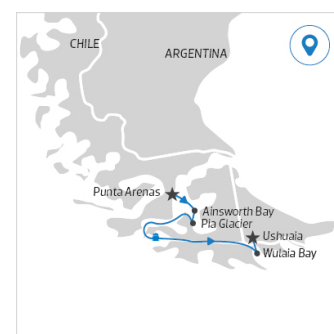 CHILE
ARGENTINA
Punta Arenas
Ainsworth Bay
Pia Glacier
Ushuaia
Wulaia Bay